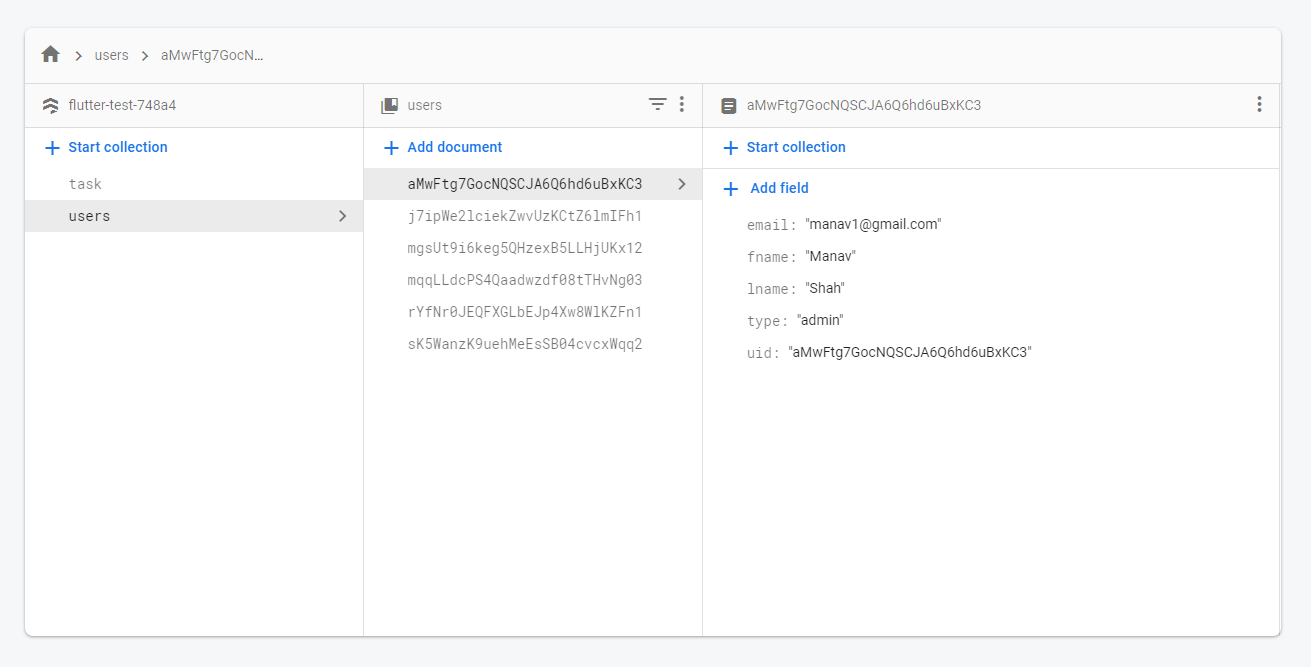 users
aMwFtg7GocN...
flutter-test-748a4
Start collection
task
users
users
Add document
aMwFtg7GocNQSCJA6Q6hd6uBxKC3
j7ipWe2lciekZwvUzKCtZ6lmIFh1
mgsUt9i6keg5QHzexB5LLHjUKx12
mqqLLdcPS4Qaadwzdf08tTHvNg03
rYfNr0JEQFXGLbEJp4Xw8WlKZFn1
sK5WanzK9uehMeEsSB04cvcxWqq2
aMwFtg7GocNQSCJA6Q6hd6uBxKC3
Start collection
Add field
email: "manav1@gmail.com"
fname: "Manav"
lname: "Shah"
type: "admin"
uid: "aMwFtg7GocNQSCJA6Q6hd6uBxKC3"